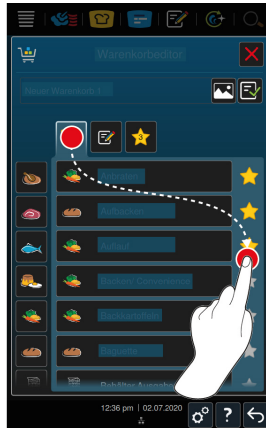 Warenkorbeditor
Neuer Warenkorb 1
3
Anbraten
Aufbacken
Auflauf
Backen/ Convenience
Backkartoffeln
Baguette
Behälter Ausgabe
12:36 pm | 02.07.2020
?